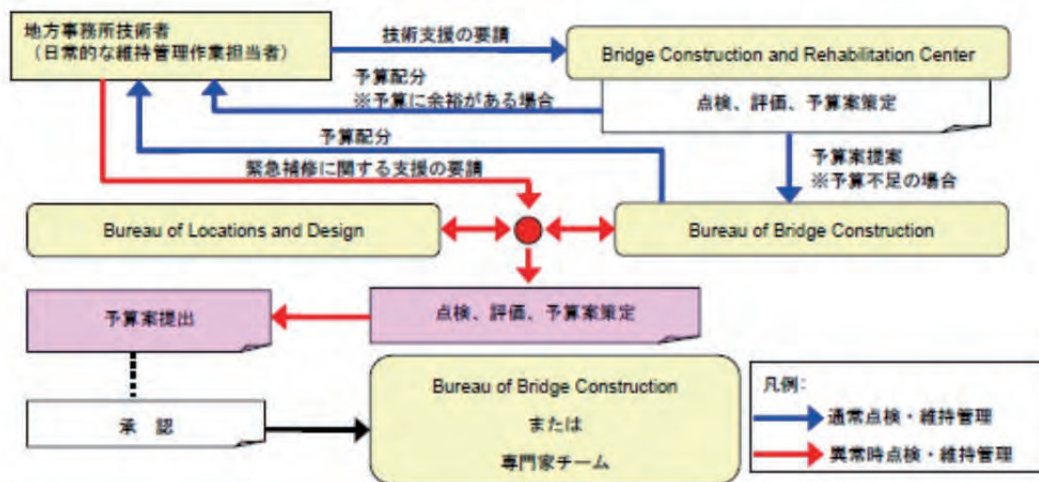 地方事務所技術者
（日常的な維持管理作業担当者）
技術支援の要請
Bridge Construction and Rehabilitation Center
予算配分
※予算に余裕がある場合
点検、評価、予算案策定
予算配分
予算案提案
※予算不足の場合
緊急補修に関する支援の要請
Bureau of Locations and Design
Bureau of Bridge Construction
予算案提出
点検、評価、予算案策定
Bureau of Bridge Construction
または
専門家チーム
承 認
凡例:
通常点検・維持管理
異常時点検・維持管理